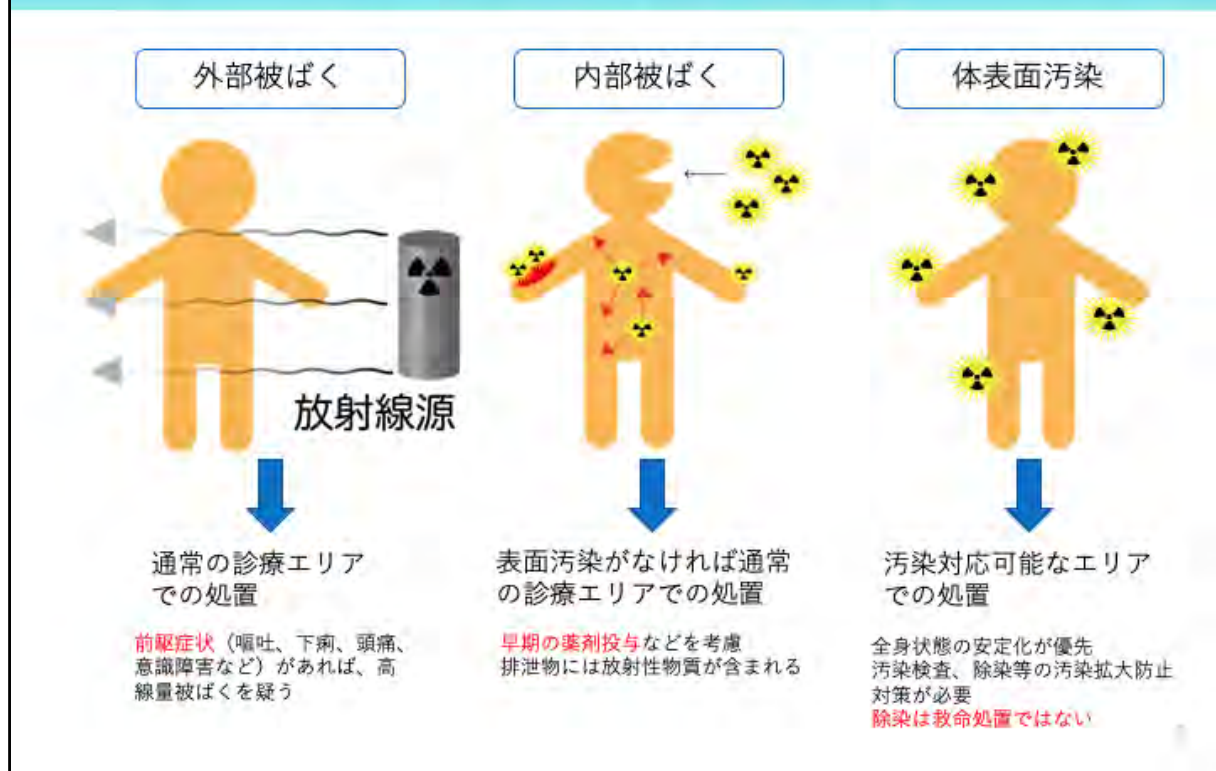 外部被ばく
内部被ばく
体表面汚染
放射線源
通常の診療エリア
での処置
前駆症状（嘔吐、下痢、頭痛、
意識障害など）があれば、高
線量被ばくを疑う
表面汚染がなければ通常
の診療エリアでの処置
早期の薬剤投与などを考慮
排泄物には放射性物質が含まれる
汚染対応可能なエリア
での処置
全身状態の安定化が優先
汚染検査、除染等の汚染拡大防止
対策が必要
除染は救命処置ではない